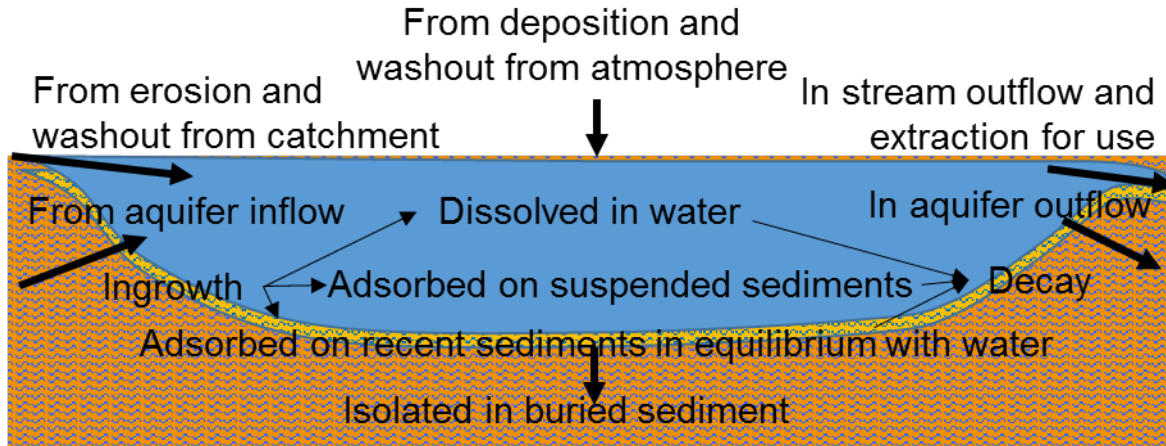 From deposition and
washout from atmosphere
From erosion and
washout from catchment
In stream outflow and
extraction for use
From aquifer inflow
Dissolved in water
In aquifer outflow
Ingrowth
Adsorbed on suspended sediments
Decay
Adsorbed on recent sediments in equilibrium with water
Isolated in buried sediment